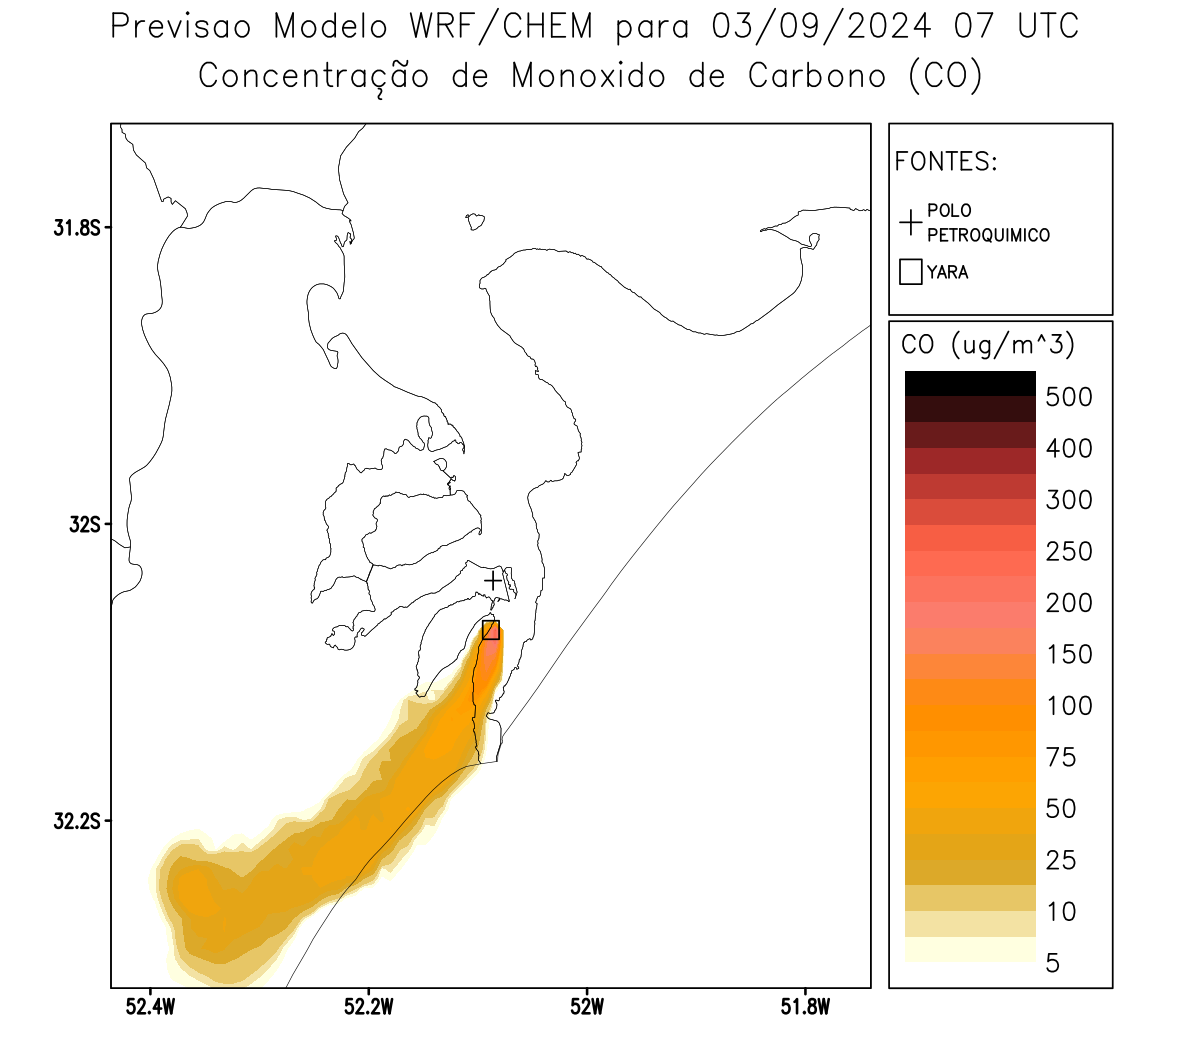 Previsao Modelo WRF/CHEM para 03/09/2024 07 UTC
Concentração de Monoxido de Carbono (CO)
FONTES:
POLO
PETROQUIMICO
YARA
CO (ug/m^3)
500
400
300
250
200
150
100
75
50
25
10
5
31.8S
32S
32.2S
52.4W
52.2W
52W
51.8W